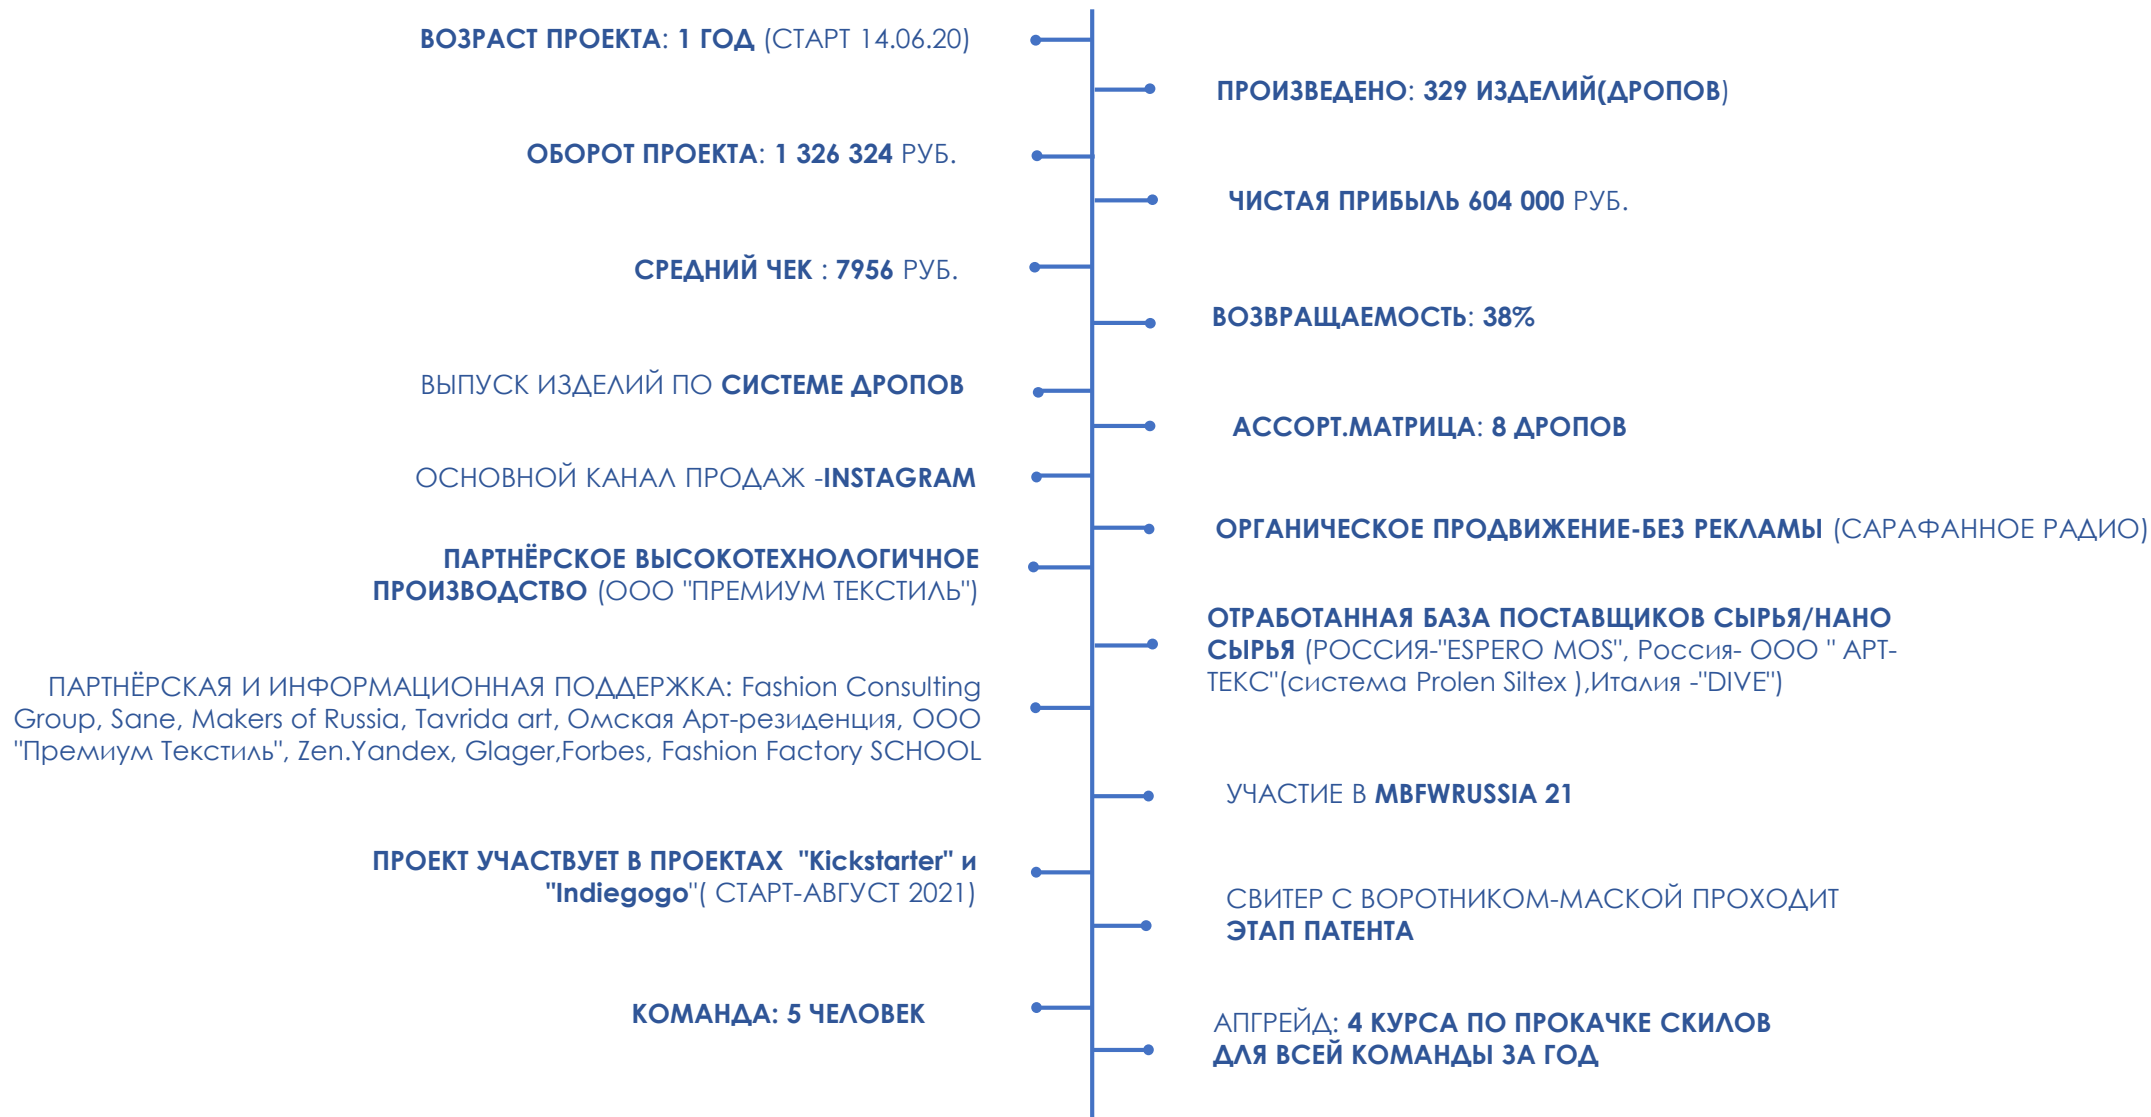 ВОЗРАСТ ПРОЕКТА: 1 ГОД (СТАРТ 14.06.20)
ПРОИЗВЕДЕНО: 329 ИЗДЕЛИЙ(ДРОПОВ)
ОБОРОТ ПРОЕКТА: 1 326 324 РУБ.
ЧИСТАЯ ПРИБЫЛЬ 604 000 РУБ.
СРЕДНИЙ ЧЕК : 7956 РУБ.
ВОЗВРАЩАЕМОСТЬ: 38%
ВЫПУСК ИЗДЕЛИЙ ПО СИСТЕМЕ ДРОПОВ
АССОРТ.МАТРИЦА: 8 ДРОПОВ
ОСНОВНОЙ КАНАЛ ПРОДАЖ -INSTAGRAM
ОРГАНИЧЕСКОЕ ПРОДВИЖЕНИЕ-БЕЗ РЕКЛАМЫ (САРАФАННОЕ РАДИО)
ПАРТНЁРСКОЕ ВЫСОКОТЕХНОЛОГИЧНОЕ
ПРОИЗВОДСТВО (ООО "ПРЕМИУМ ТЕКСТИЛЬ")
ОТРАБОТАННАЯ БАЗА ПОСТАВЩИКОВ СЫРЬЯ/НАНО
СЫРЬЯ (РОССИЯ-"ESPERO MOS", Россия- ООО " АРТ-
ТЕКС"(система Prolen Siltex ),Италия -"DIVE")
ПАРТНЁРСКАЯ И ИНФОРМАЦИОННАЯ ПОДДЕРЖКА: Fashion Consulting
Group, Sane, Makers of Russia, Tavrida art, Омская Арт-резиденция, ООО
"Премиум Текстиль", Zen.Yandex, Glager,Forbes, Fashion Factory SCHOOL
УЧАСТИЕ В MBFWRUSSIA 21
ПРОЕКТ УЧАСТВУЕТ В ПРОЕКТАХ  "Kickstarter" и
"Indiegogo"( СТАРТ-АВГУСТ 2021)
СВИТЕР С ВОРОТНИКОМ-МАСКОЙ ПРОХОДИТ
ЭТАП ПАТЕНТА
КОМАНДА: 5 ЧЕЛОВЕК
АПГРЕЙД: 4 КУРСА ПО ПРОКАЧКЕ СКИЛОВ
ДЛЯ ВСЕЙ КОМАНДЫ ЗА ГОД